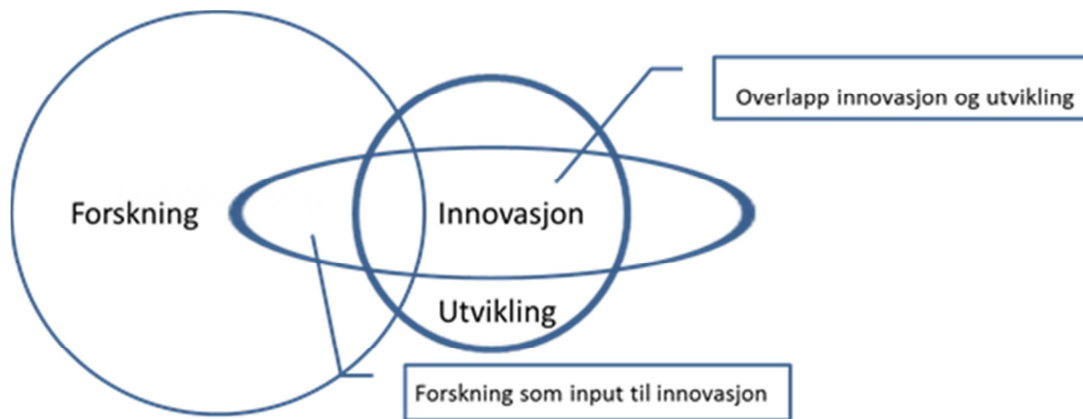 Overlapp innovasjon og utvikling
Forskning
Innovasjon
Utvikling
Forskning som input til innovasjon